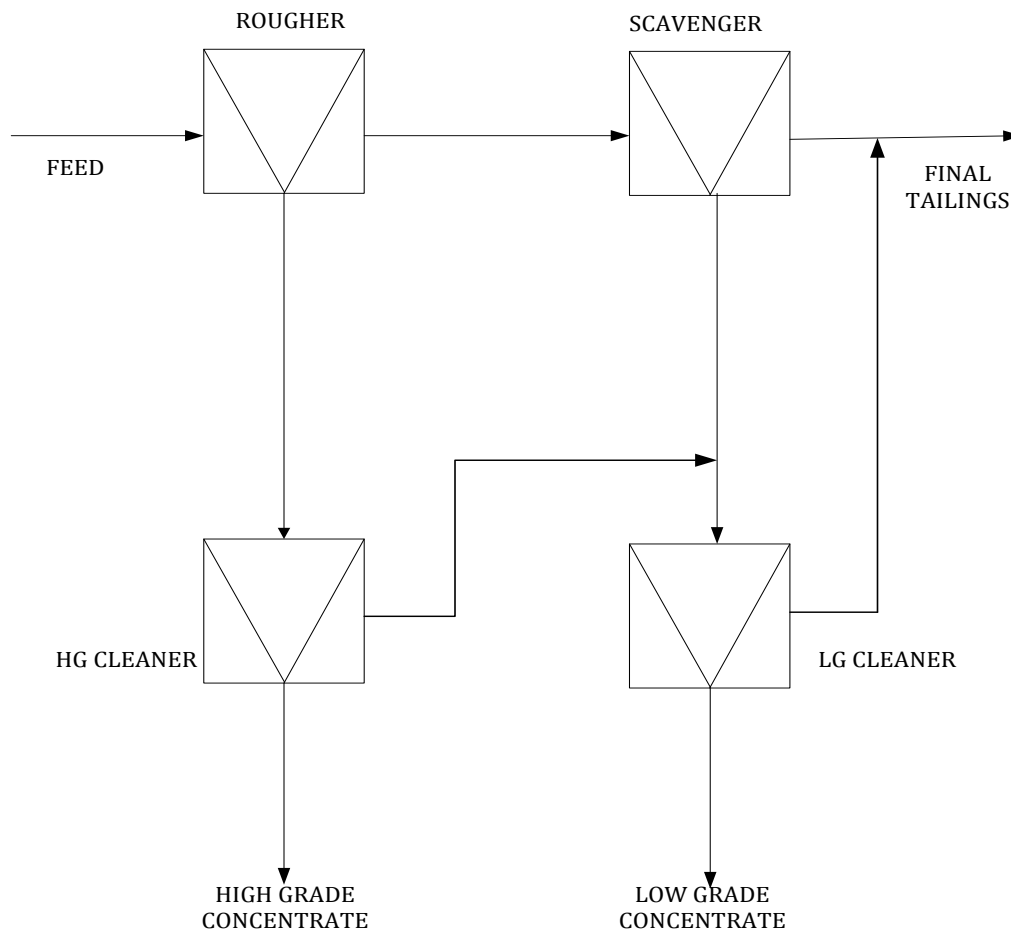 ROUGHER
SCAVENGER
FEED
FINAL
TAILINGS
HG CLEANER
LG CLEANER
HIGH GRADE
CONCENTRATE
LOW GRADE
CONCENTRATE